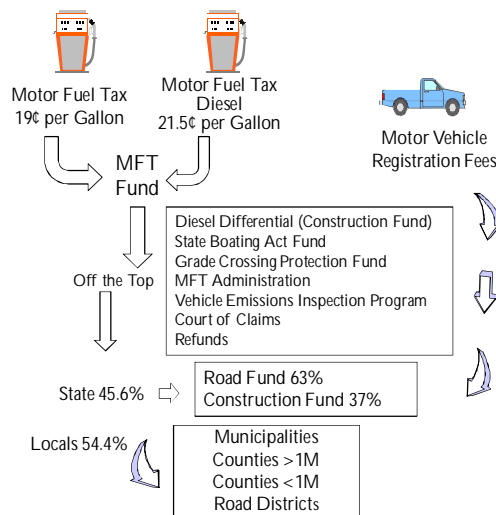 Motor Fuel Tax
19¢ per Gallon
Motor Fuel Tax
Diesel
21.5¢ per Gallon
Motor Vehicle
Registration Fees
MFT
Fund
Off the Top
Diesel Differential (Construction Fund)
State Boating Act Fund
Grade Crossing Protection Fund
MFT Administration
Vehicle Emissions Inspection Program
Court of Claims
Refunds
State 45.6%
Road Fund 63%
Construction Fund 37%
Locals 54.4%
Municipalities
Counties >1M
Counties <1M
Road Districts